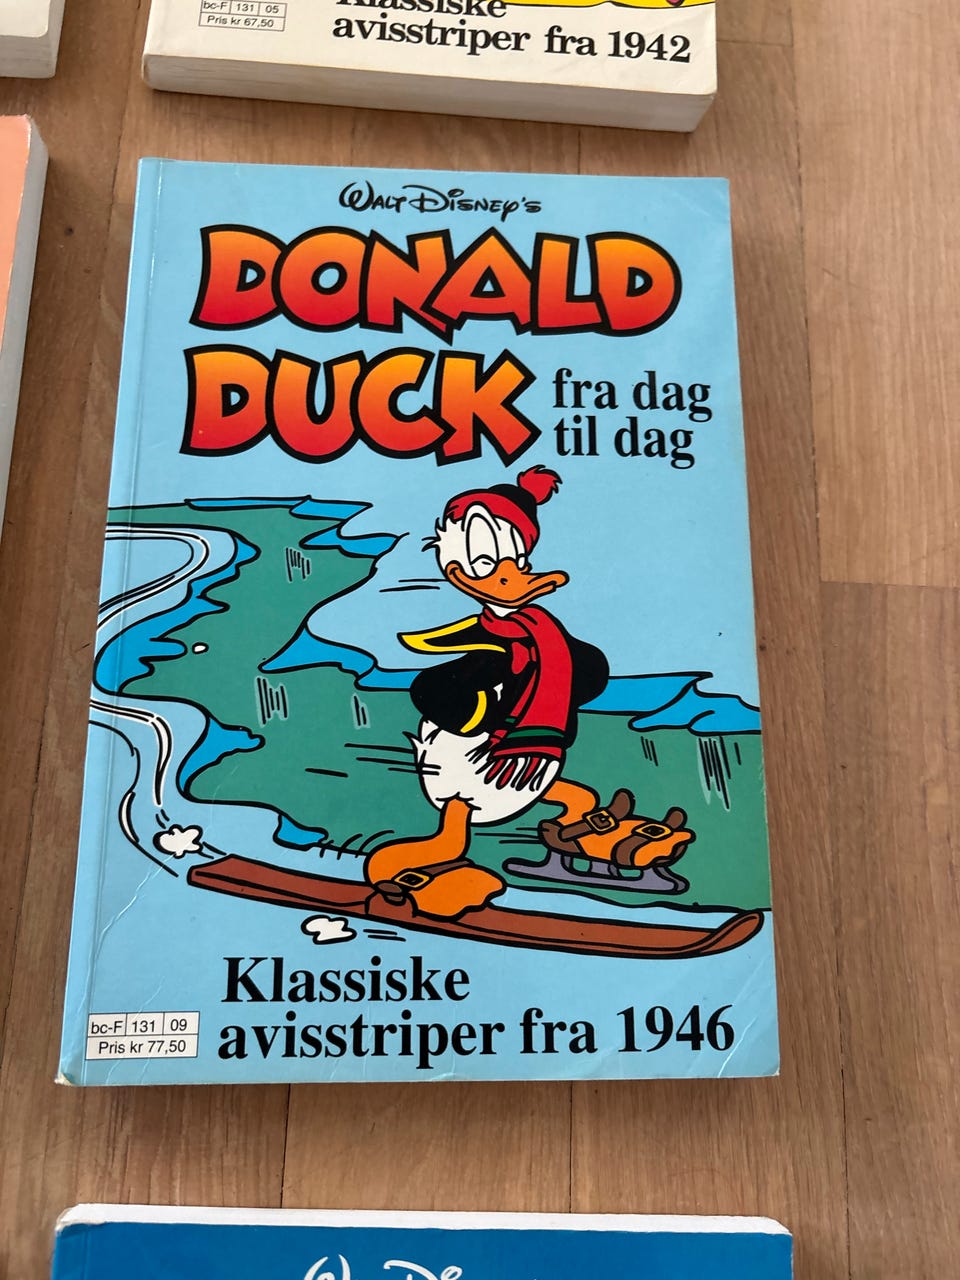 bc-F 131 05
Pris kr 67,50
Klassiske
avisstriper fra 1942
WALT DISNEY'S
DONALD
DUCK
fra dag
til dag
Klassiske
avisstriper fra 1946
bc-F 131 09
Pris kr 77,50